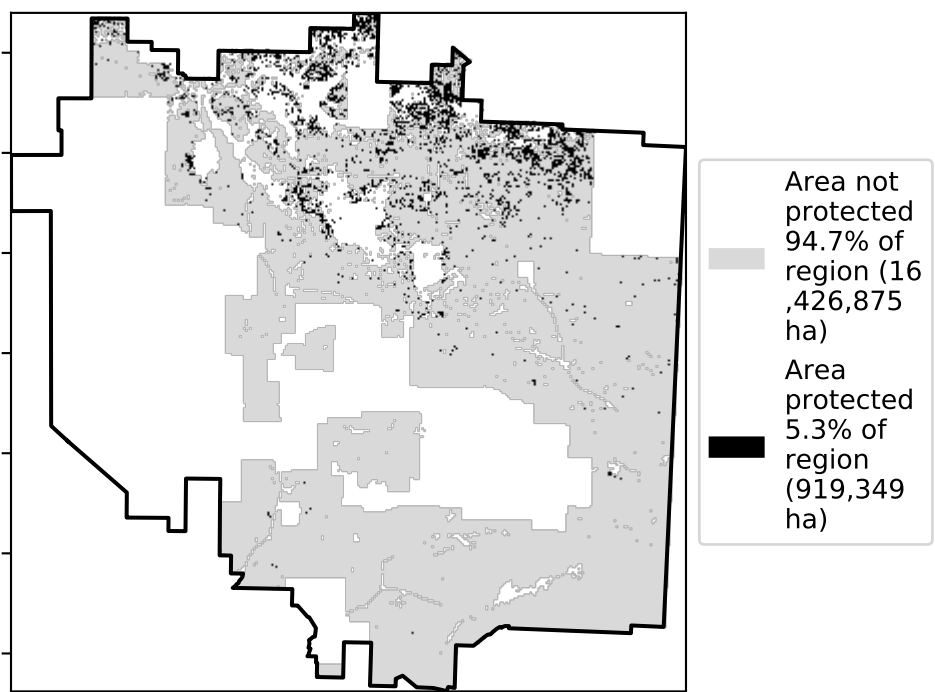 Area not
protected
94.7% of
region (16
,426,875
ha)
Area
protected
5.3% of
region
(919,349
ha)